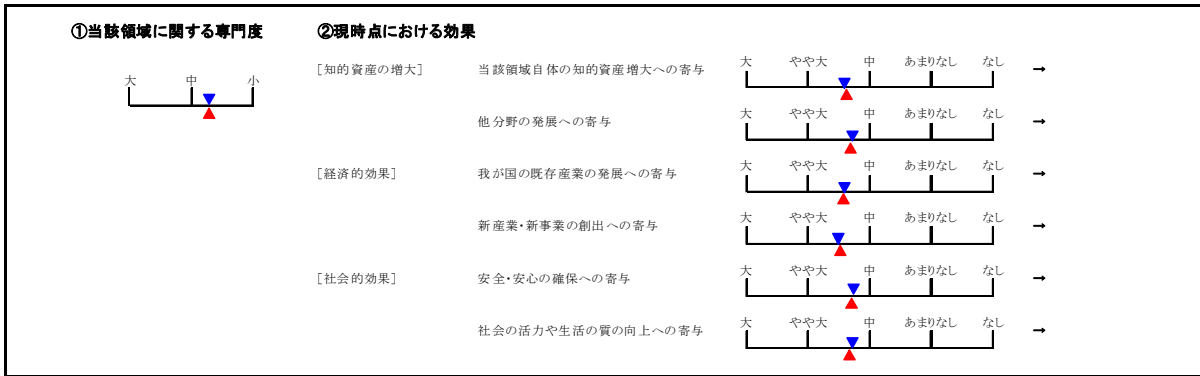 ①当該領域に関する専門度
②現時点における効果
大 中 小
[知的資産の増大] 当該領域自体の知的資産増大への寄与 大 やや大 中 あまりなし なし →
他分野の発展への寄与 大 やや大 中 あまりなし なし →
[経済的効果] 我が国の既存産業の発展への寄与 大 やや大 中 あまりなし なし →
新産業・新事業の創出への寄与 大 やや大 中 あまりなし なし →
[社会的効果] 安全・安心の確保への寄与 大 やや大 中 あまりなし なし →
社会の活力や生活の質の向上への寄与 大 やや大 中 あまりなし なし →